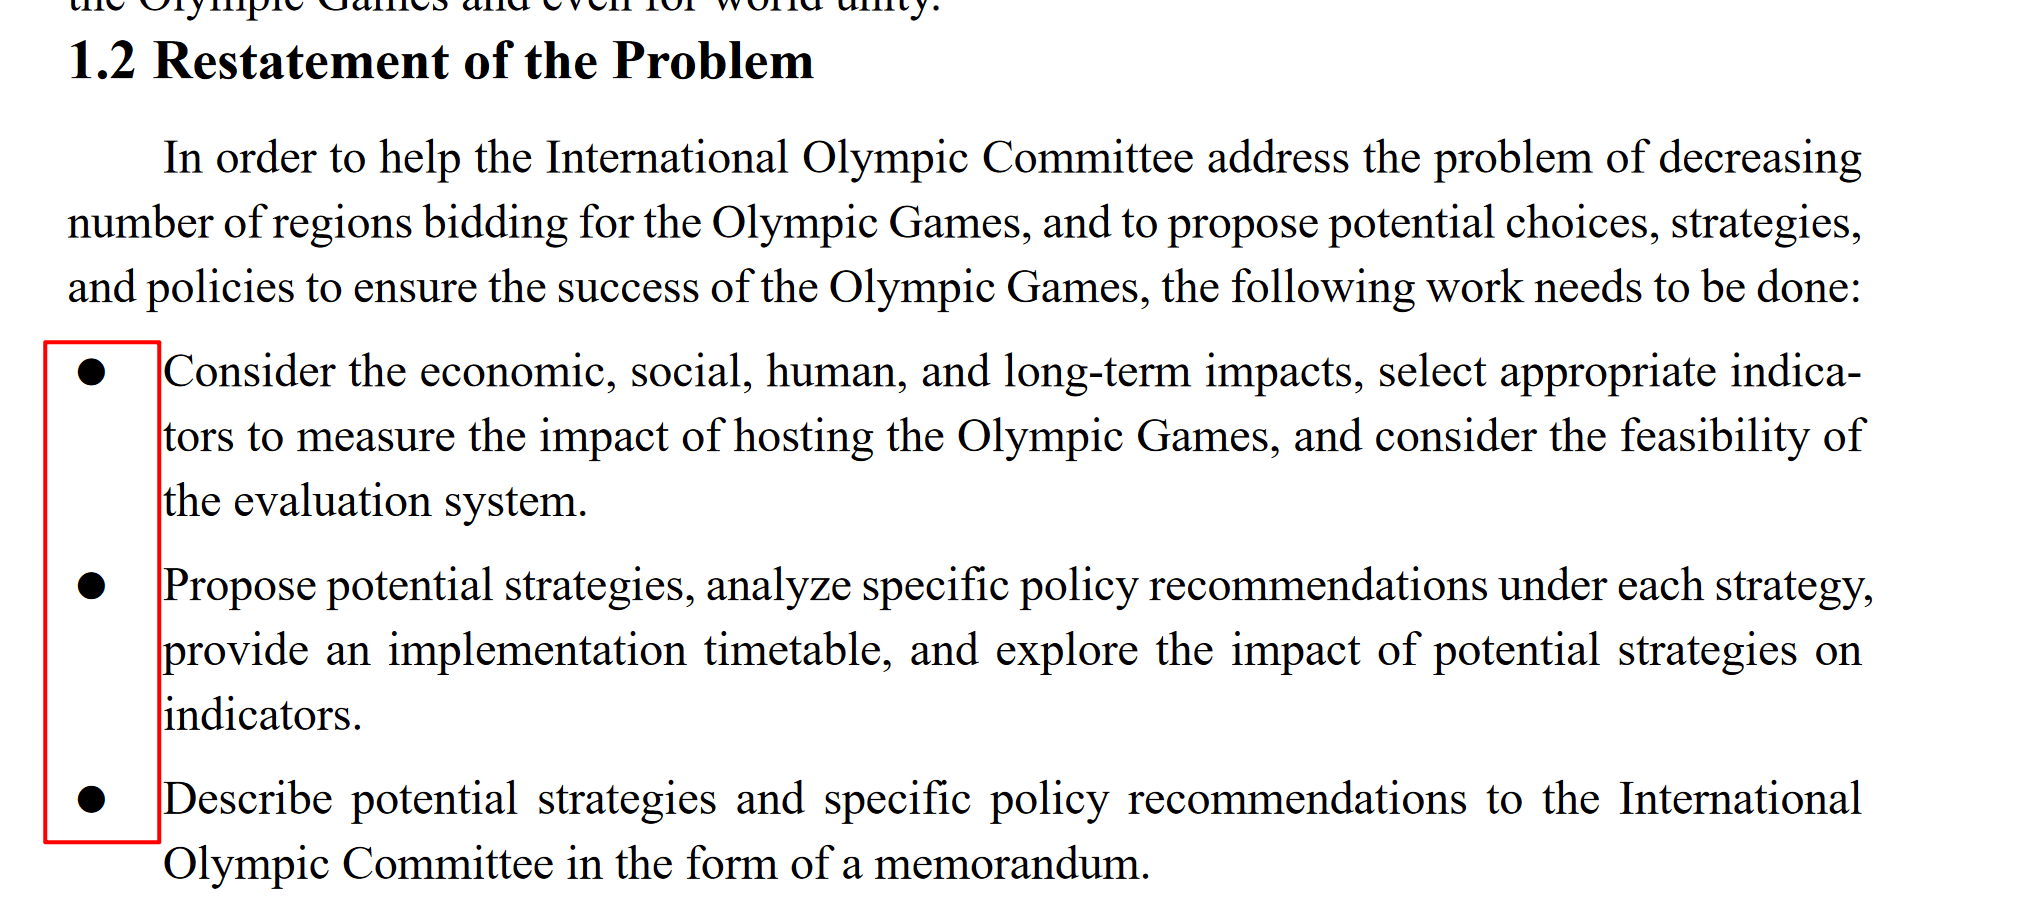 the Olympic Games and even for world unity.
1.2 Restatement of the Problem
In order to help the International Olympic Committee address the problem of decreasing
number of regions bidding for the Olympic Games, and to propose potential choices, strategies,
and policies to ensure the success of the Olympic Games, the following work needs to be done:
● Consider the economic, social, human, and long-term impacts, select appropriate indica-
tors to measure the impact of hosting the Olympic Games, and consider the feasibility of
the evaluation system.
● Propose potential strategies, analyze specific policy recommendations under each strategy,
provide an implementation timetable, and explore the impact of potential strategies on
indicators.
● Describe potential strategies and specific policy recommendations to the International
Olympic Committee in the form of a memorandum.